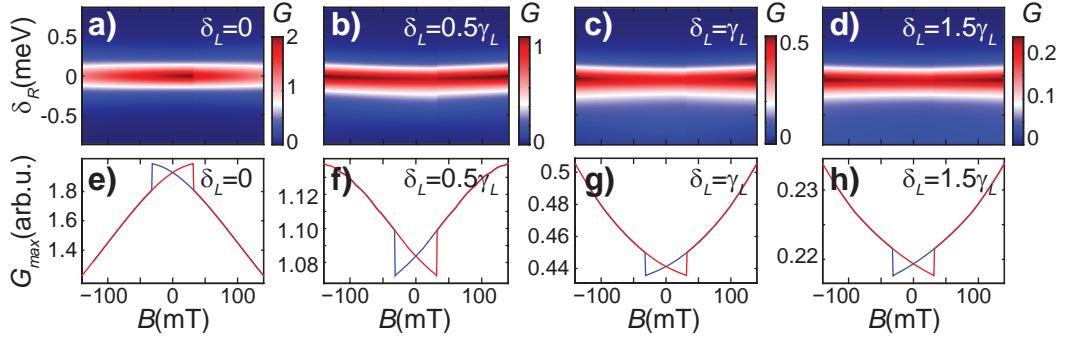 a) δL=0 G 2 1 0
b) δL=0.5γL G 1 0
c) δL=γL G 0.5 0
d) δL=1.5γL G 0.2 0.1 0
δR(meV) 0.5 0 -0.5
e) δL=0
f) δL=0.5γL
g) δL=γL
h) δL=1.5γL
Gmax(arb.u.) 1.8 1.6 1.4
1.12 1.10 1.08
0.5 0.48 0.46 0.44
0.23 0.22
−100 0 100
−100 0 100
−100 0 100
−100 0 100
B(mT)
B(mT)
B(mT)
B(mT)